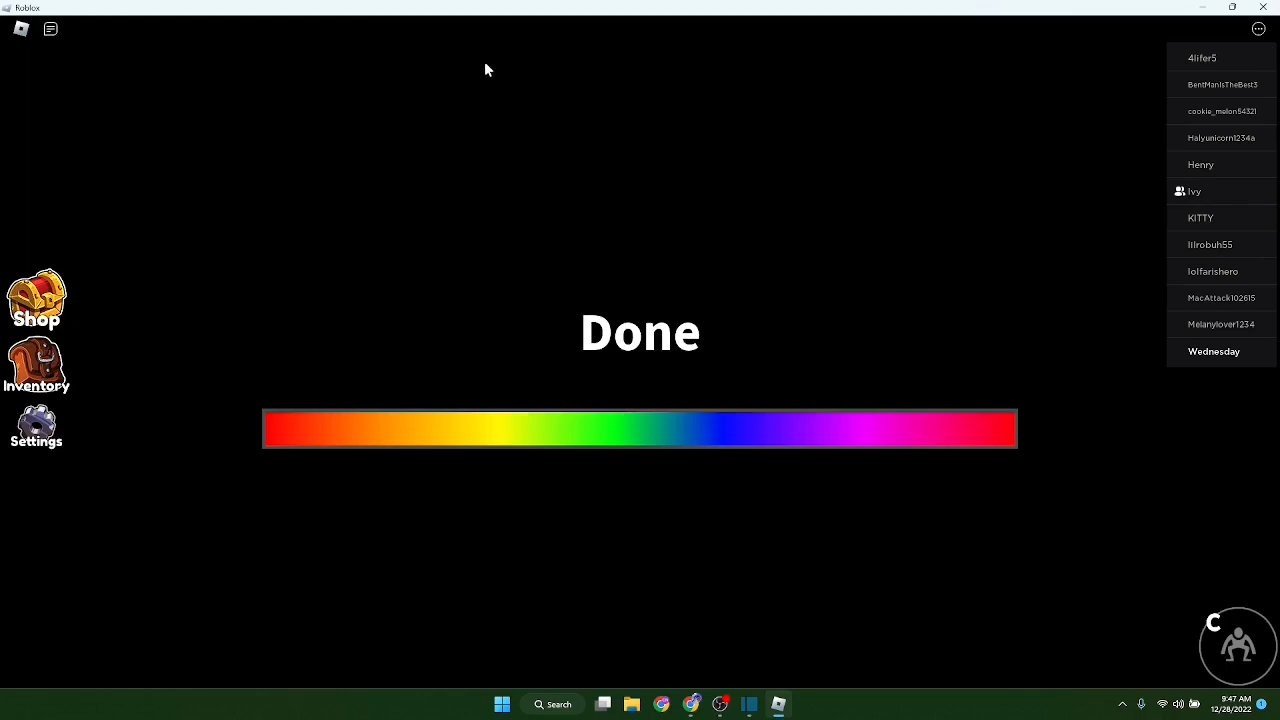 Roblox
4lifer5
BentManIsTheBest3
cookie_melon54321
Halyunicorn1234a
Henry
Ivy
KITTY
lilrobuh55
lolfarishero
MacAttack102615
Melanylover1234
Wednesday
Shop
Inventory
Settings
Done
C
Search
9:47 AM
12/28/2022
1